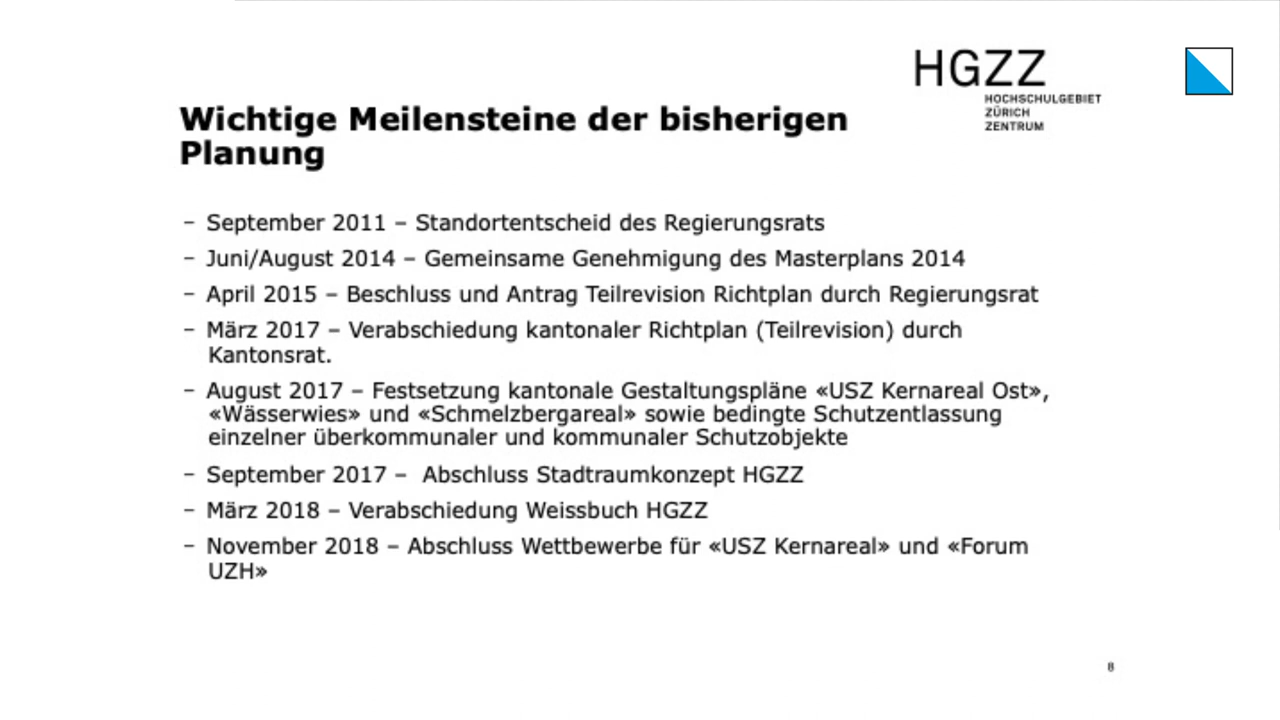 HGZZ
HOCHSCHULGEBIET
ZÜRICH
ZENTRUM
Wichtige Meilensteine der bisherigen
Planung
– September 2011 – Standortentscheid des Regierungsrats
– Juni/August 2014 – Gemeinsame Genehmigung des Masterplans 2014
– April 2015 – Beschluss und Antrag Teilrevision Richtplan durch Regierungsrat
– März 2017 – Verabschiedung kantonaler Richtplan (Teilrevision) durch
Kantonsrat.
– August 2017 – Festsetzung kantonale Gestaltungspläne «USZ Kernareal Ost»,
«Wässerwies» und «Schmelzbergareal» sowie bedingte Schutzentlassung
einzelner überkommunaler und kommunaler Schutzobjekte
– September 2017 – Abschluss Stadtraumkonzept HGZZ
– März 2018 – Verabschiedung Weissbuch HGZZ
– November 2018 – Abschluss Wettbewerbe für «USZ Kernareal» und «Forum
UZH»
8